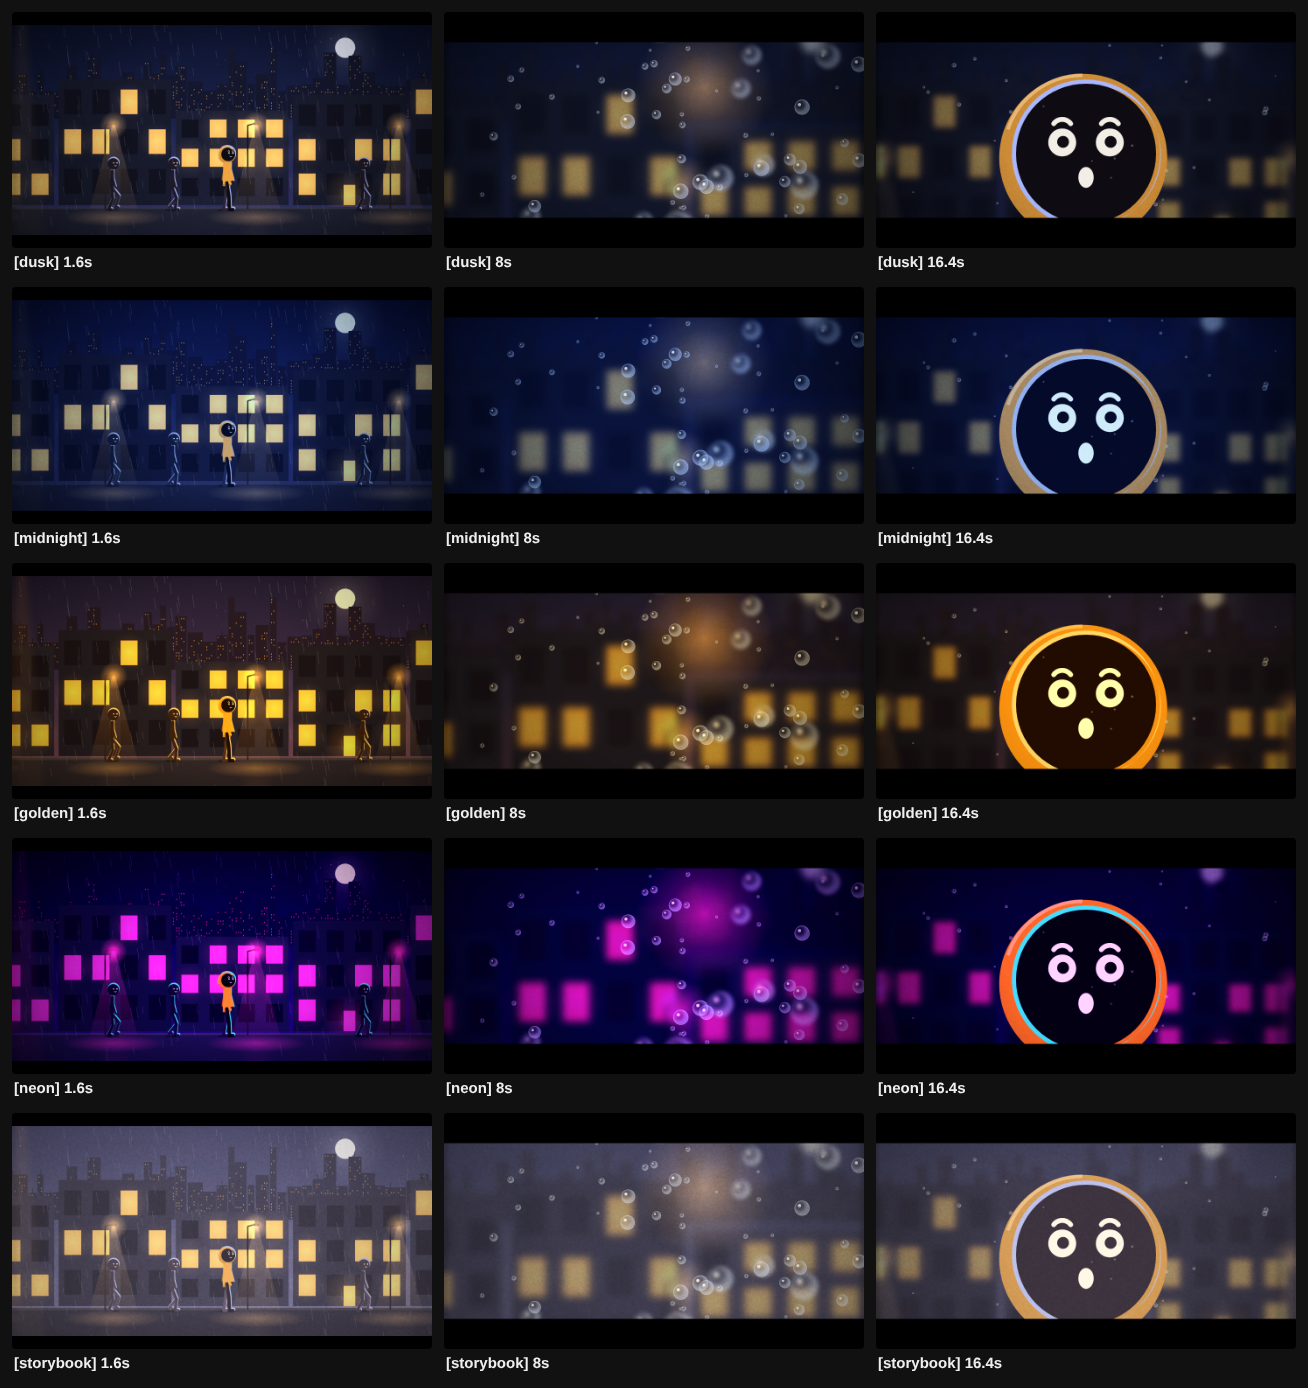 [dusk] 1.6s
[dusk] 8s
[dusk] 16.4s
[midnight] 1.6s
[midnight] 8s
[midnight] 16.4s
[golden] 1.6s
[golden] 8s
[golden] 16.4s
[neon] 1.6s
[neon] 8s
[neon] 16.4s
[storybook] 1.6s
[storybook] 8s
[storybook] 16.4s